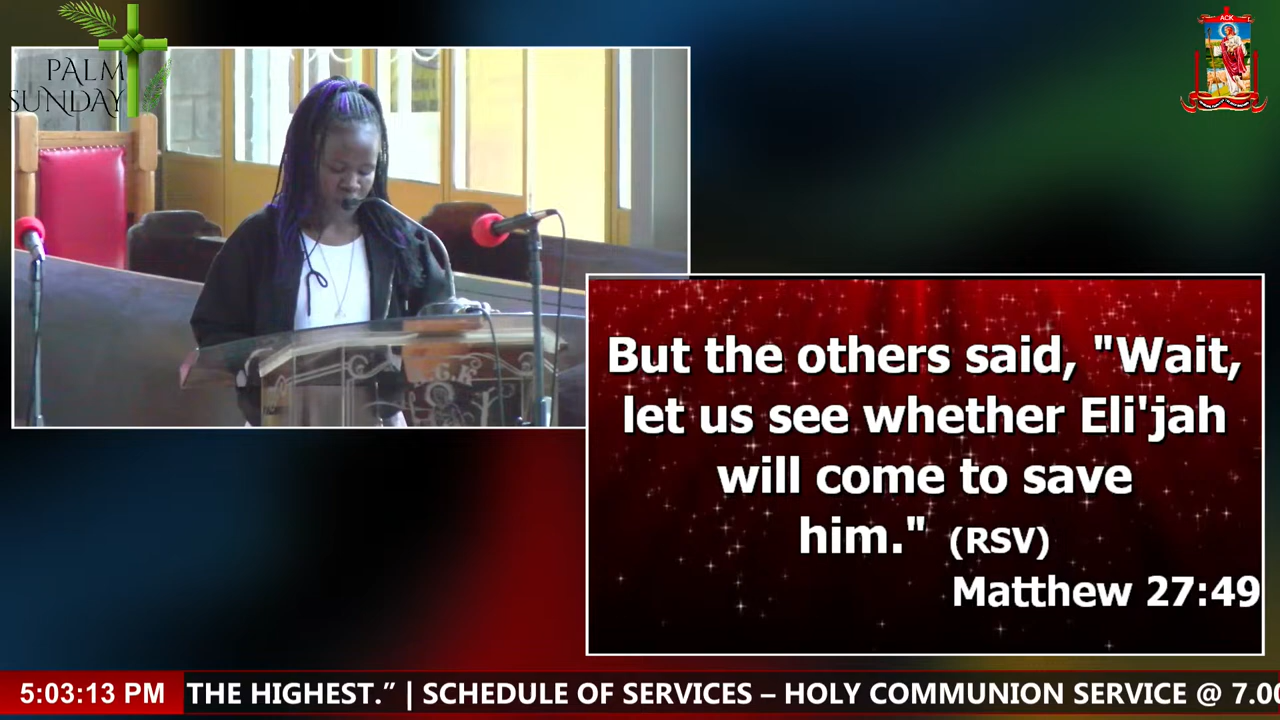 PALM
SUNDAY
ACK
But the others said, "Wait,
let us see whether Eli'jah
will come to save
him." (RSV)
Matthew 27:49
5:03:13 PM THE HIGHEST.” | SCHEDULE OF SERVICES – HOLY COMMUNION SERVICE @ 7.00